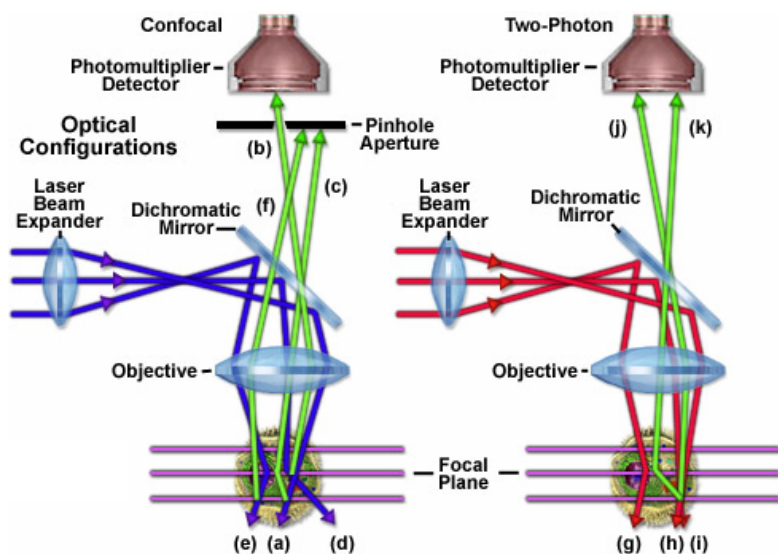 Confocal
Two-Photon
Photomultiplier
Detector
Photomultiplier
Detector
Optical
Configurations
Pinhole
Aperture
(b)
(c)
(f)
(j)
(k)
Laser
Beam
Expander
Dichromatic
Mirror
Laser
Beam
Expander
Dichromatic
Mirror
Objective
Objective
Focal
Plane
(e)
(a)
(d)
(g)
(h)
(i)